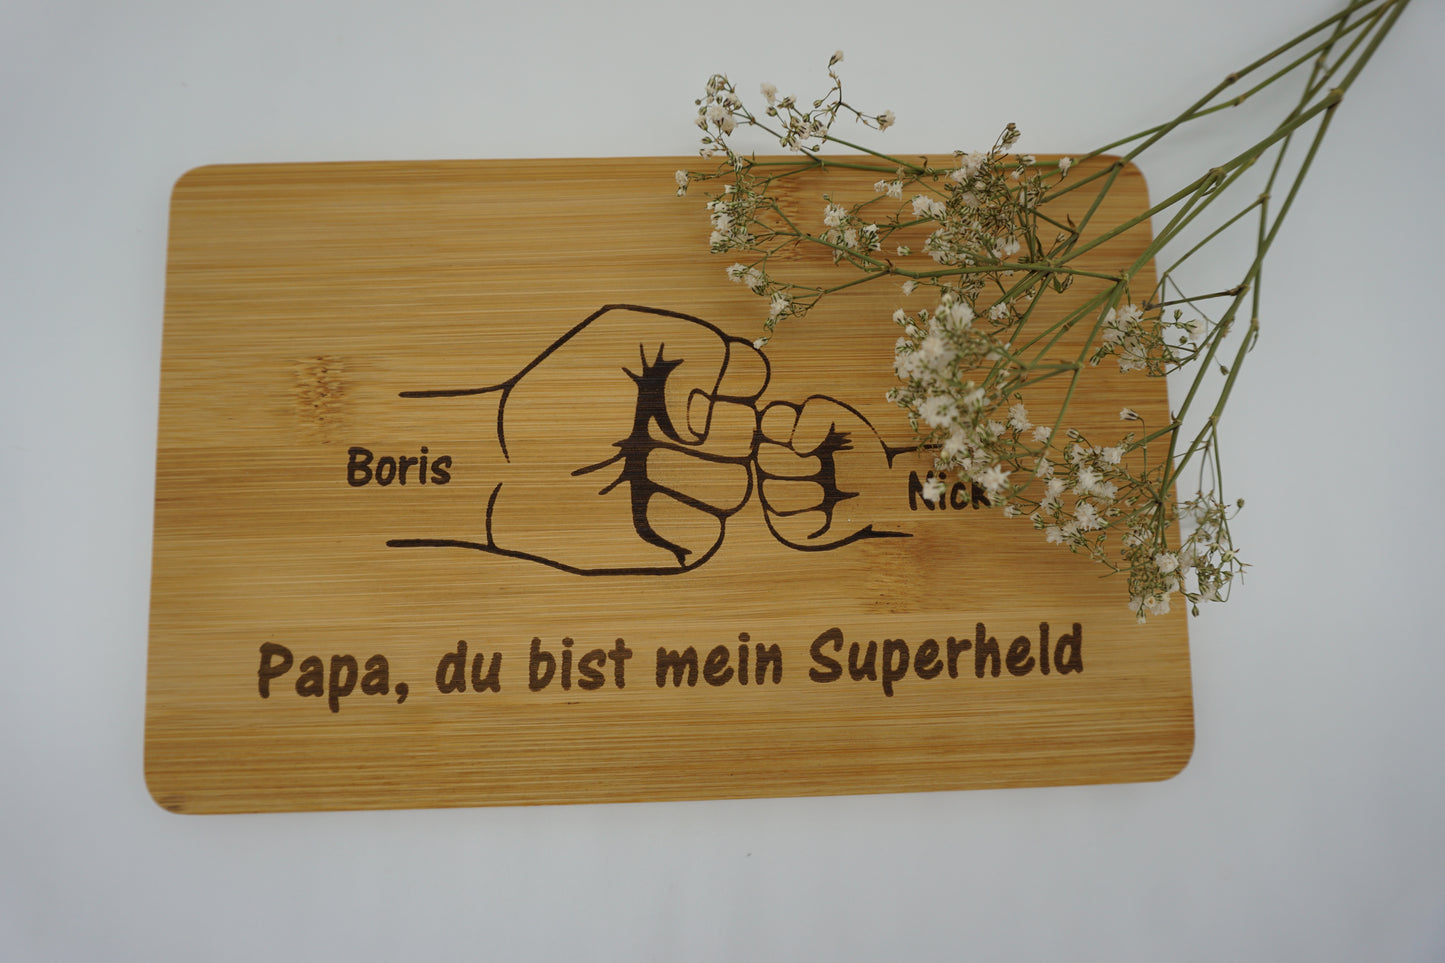 Boris
Nick
Papa, du bist mein Superheld